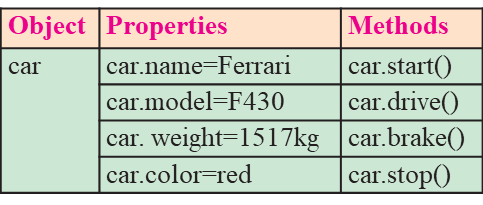 Object Properties Methods
car car.name=Ferrari car.start()
car.model=F430 car.drive()
car. weight=1517kg car.brake()
car.color=red car.stop()